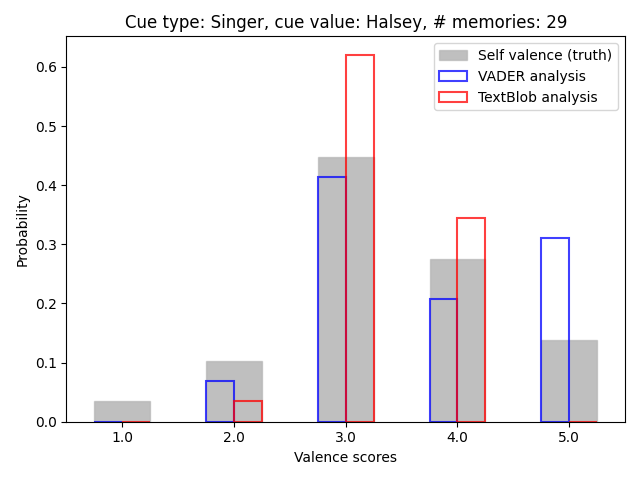 Cue type: Singer, cue value: Halsey, # memories: 29
Self valence (truth)
VADER analysis
TextBlob analysis
Probability
0.6
0.5
0.4
0.3
0.2
0.1
0.0
1.0 2.0 3.0 4.0 5.0
Valence scores